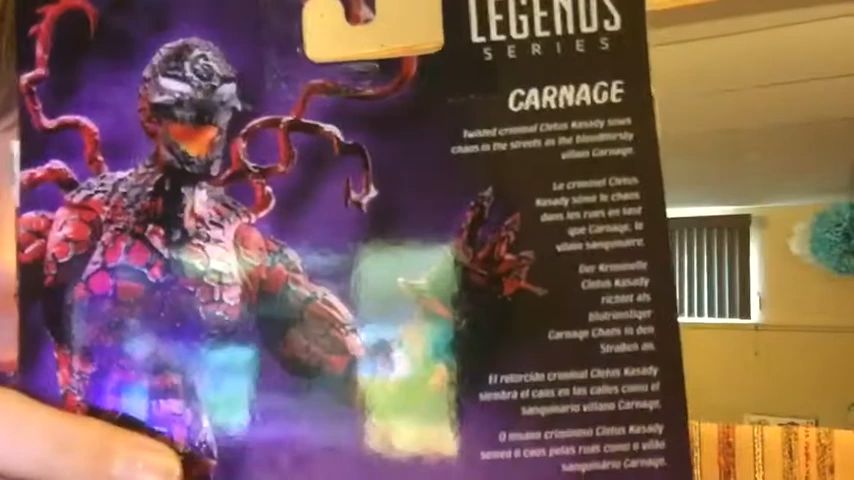 LEGENDS
SERIES
CARNAGE
Twisted criminal Cletus Kasady sows
chaos in the streets as the bloodthirsty
villain Carnage.
Le criminel Cletus
Kasady sème le chaos
dans les rues en tant
que Carnage, le
vilain sanguinaire.
Der Kriminelle
Cletus Kasady
richtet als
blutrünstiger
Carnage Chaos in den
Straßen an.
El retorcido criminal Cletus Kasady
siembra el caos en las calles como el
sanguinario villano Carnage.
O insano criminoso Cletus Kasady
semeia o caos pelas ruas como o vilão
sanguinário Carnage.